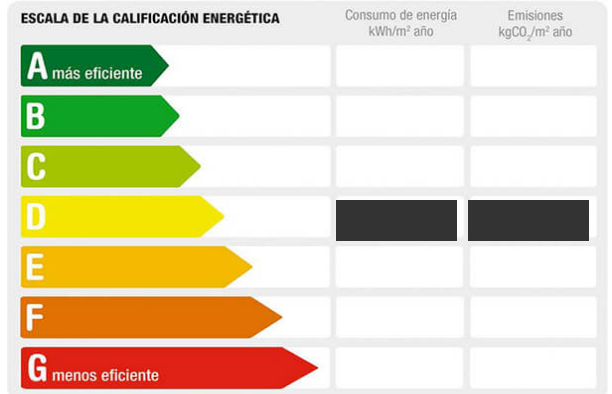 ESCALA DE LA CALIFICACIÓN ENERGÉTICA
Consumo de energía
kWh/m² año
Emisiones
kgCO₂/m² año
A más eficiente
B
C
D
E
F
G menos eficiente